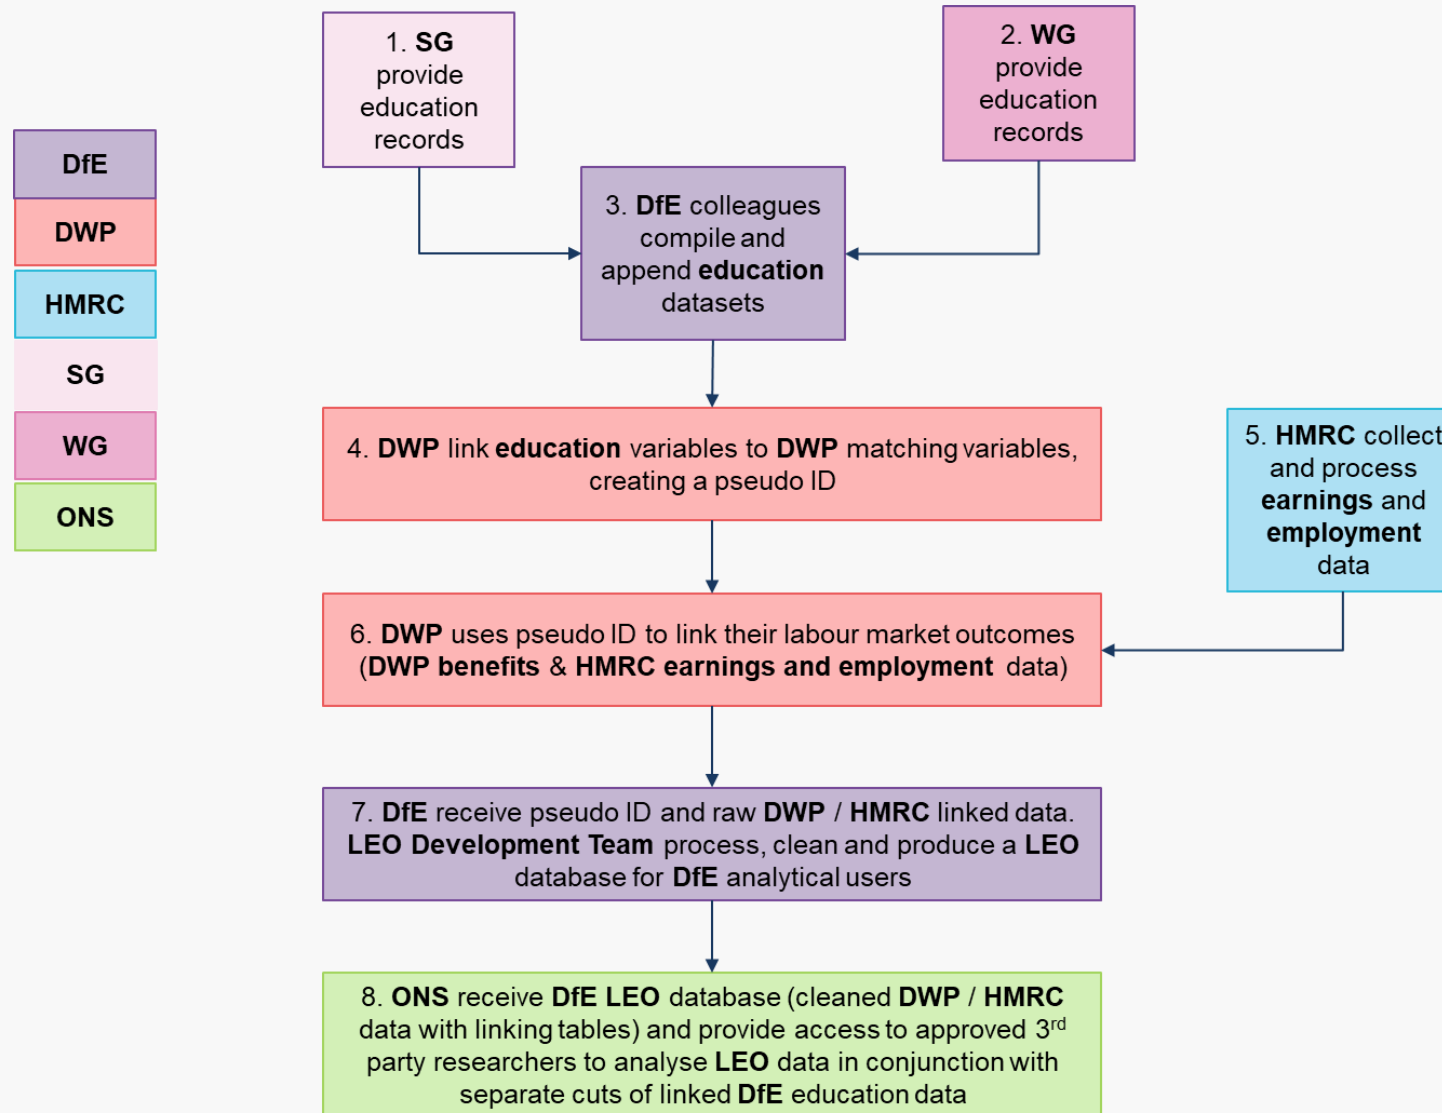 DfE
DWP
HMRC
SG
WG
ONS
1. SG
provide
education
records
2. WG
provide
education
records
3. DfE colleagues
compile and
append education
datasets
4. DWP link education variables to DWP matching variables,
creating a pseudo ID
5. HMRC collect
and process
earnings and
employment
data
6. DWP uses pseudo ID to link their labour market outcomes
(DWP benefits & HMRC earnings and employment data)
7. DfE receive pseudo ID and raw DWP / HMRC linked data.
LEO Development Team process, clean and produce a LEO
database for DfE analytical users
8. ONS receive DfE LEO database (cleaned DWP / HMRC
data with linking tables) and provide access to approved 3rd
party researchers to analyse LEO data in conjunction with
separate cuts of linked DfE education data